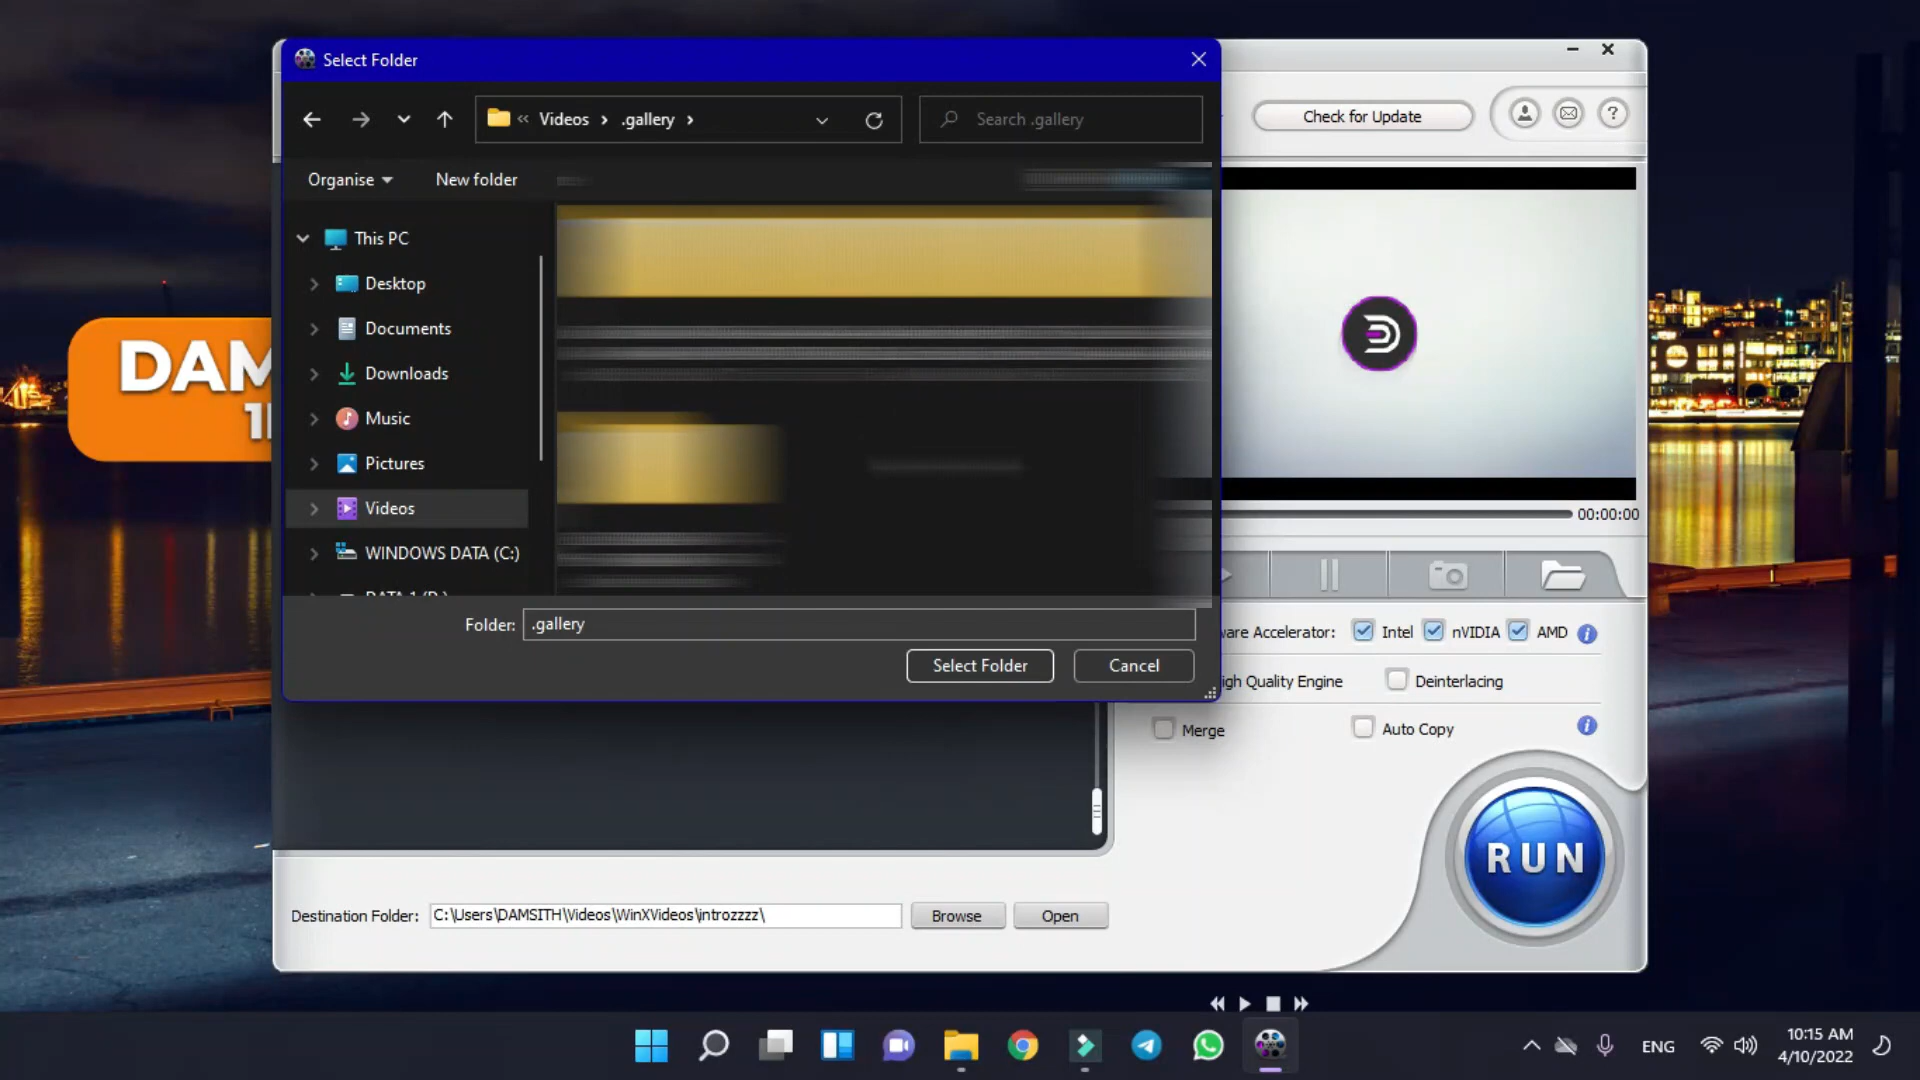 Select Folder
Videos
.gallery
Search .gallery
Check for Update
?
Organise
New folder
This PC
Desktop
Documents
Downloads
Music
Pictures
Videos
WINDOWS DATA (C:)
DAM
Folder:
.gallery
Select Folder
Cancel
00:00:00
Intel
nVIDIA
AMD
Quality Engine
Deinterlacing
Merge
Auto Copy
RUN
Destination Folder:
C:\Users\DAMSITH\Videos\WinXVideos\introzzzz\
Browse
Open
ENG
10:15 AM
4/10/2022